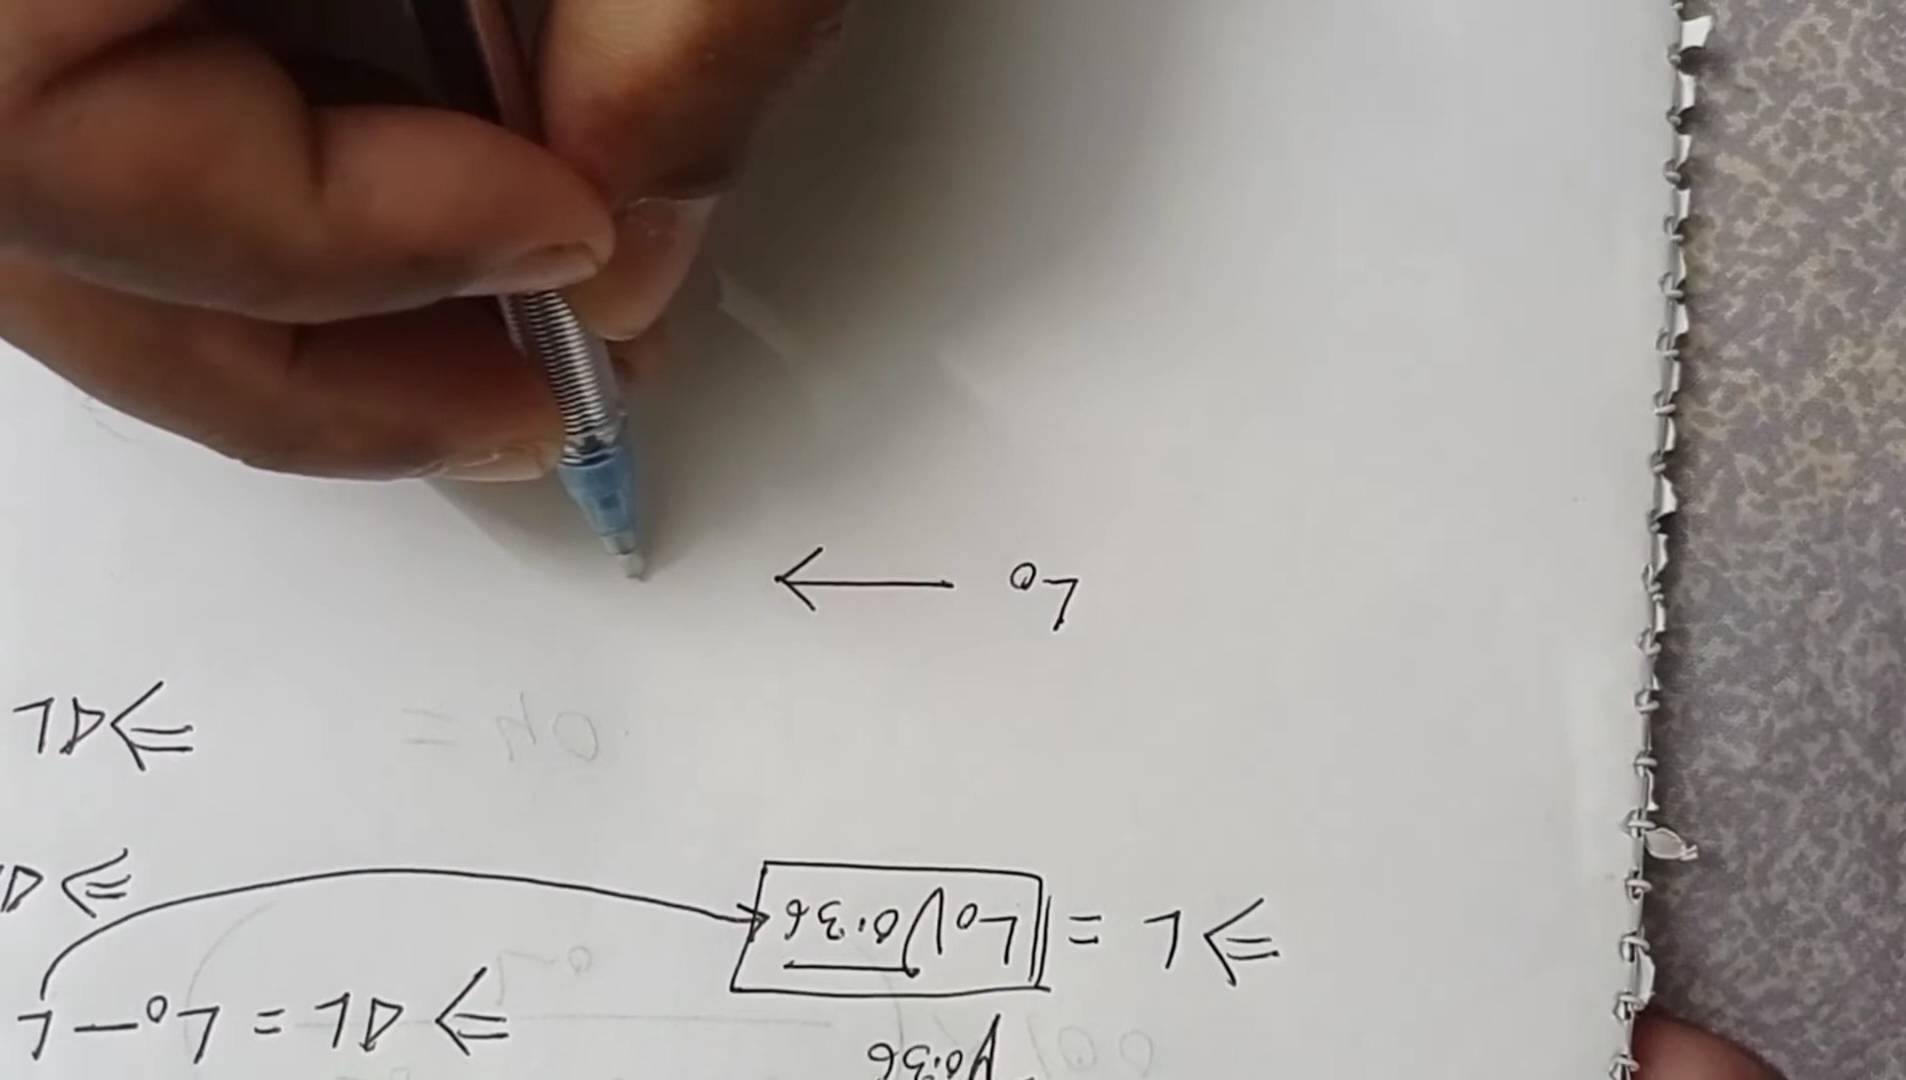 √0.36
⇒ ΔL = L₀ − L
⇒ L = L₀√0.36
⇒ Δ
⇒ ΔL
L₀ →